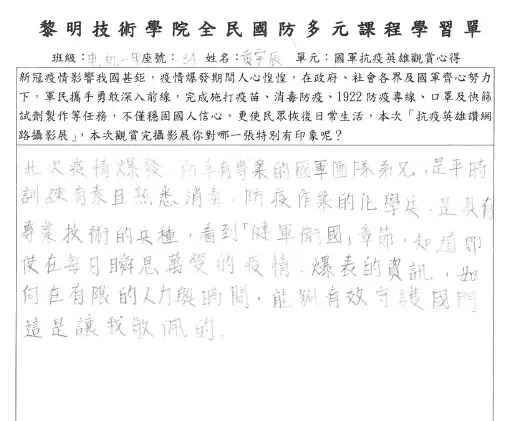 黎明技術學院全民國防多元課程學習單
班級：車輛一甲 座號：34 姓名：黃宇辰 單元：國軍抗疫英雄觀賞心得
新冠疫情影響我國甚鉅，疫情爆發期間人心惶惶，在政府、社會各界及國軍齊心努力
下，軍民攜手勇敢深入前線，完成施打疫苗、消毒防疫、1922 防疫專線、口罩及快篩
試劑製作等任務，不僅穩固國人信心，更使民眾恢復日常生活，本次「抗疫英雄讚網
路攝影展」，本次觀賞完攝影展你對哪一張特別有印象呢？
此次疫情爆發，所幸有專業的國軍團隊弟兄，是平時
訓練有素且熟悉消毒、防疫作業的化學兵，是具有
專業技術的兵種，看到「健軍衛國」章節，知道即
使在每日瞬息萬變的疫情、爆表的資訊，如
何在有限的人力與時間，能夠有效守護國門
這是讓我敬佩的。